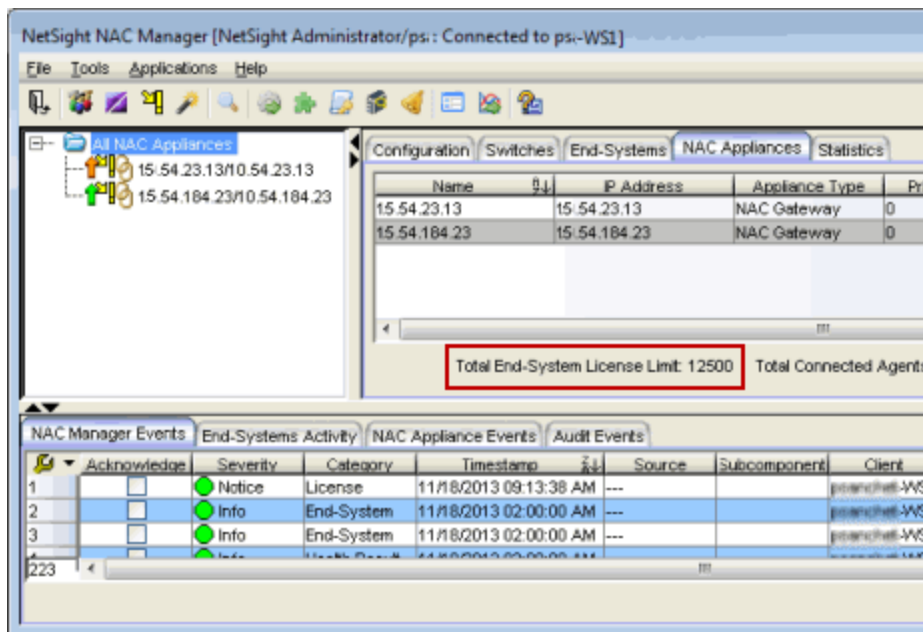 NetSight NAC Manager [NetSight Administrator/ps:: Connected to ps-WS1]
File Tools Applications Help
All NAC Appliances
15.54.23.13/10.54.23.13
15.54.184.23/10.54.184.23
Configuration Switches End-Systems NAC Appliances Statistics
Name IP Address Appliance Type Pr
15.54.23.13 15.54.23.13 NAC Gateway 0
15.54.184.23 15.54.184.23 NAC Gateway 0
Total End-System License Limit: 12500 Total Connected Agents
NAC Manager Events End-Systems Activity NAC Appliance Events Audit Events
Acknowledge Severity Category Timestamp Source Subcomponent Client
1 Notice License 11/18/2013 09:13:38 AM ---
2 Info End-System 11/18/2013 02:00:00 AM ---
3 Info End-System 11/18/2013 02:00:00 AM ---
223